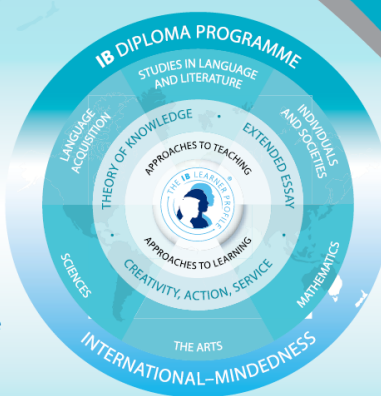 IB DIPLOMA PROGRAMME
STUDIES IN LANGUAGE
AND LITERATURE
LANGUAGE
ACQUISITION
INDIVIDUALS
AND SOCIETIES
THEORY OF KNOWLEDGE
EXTENDED ESSAY
APPROACHES TO TEACHING
THE IB LEARNER PROFILE
®
APPROACHES TO LEARNING
CREATIVITY, ACTION, SERVICE
SCIENCES
MATHEMATICS
THE ARTS
INTERNATIONAL–MINDEDNESS